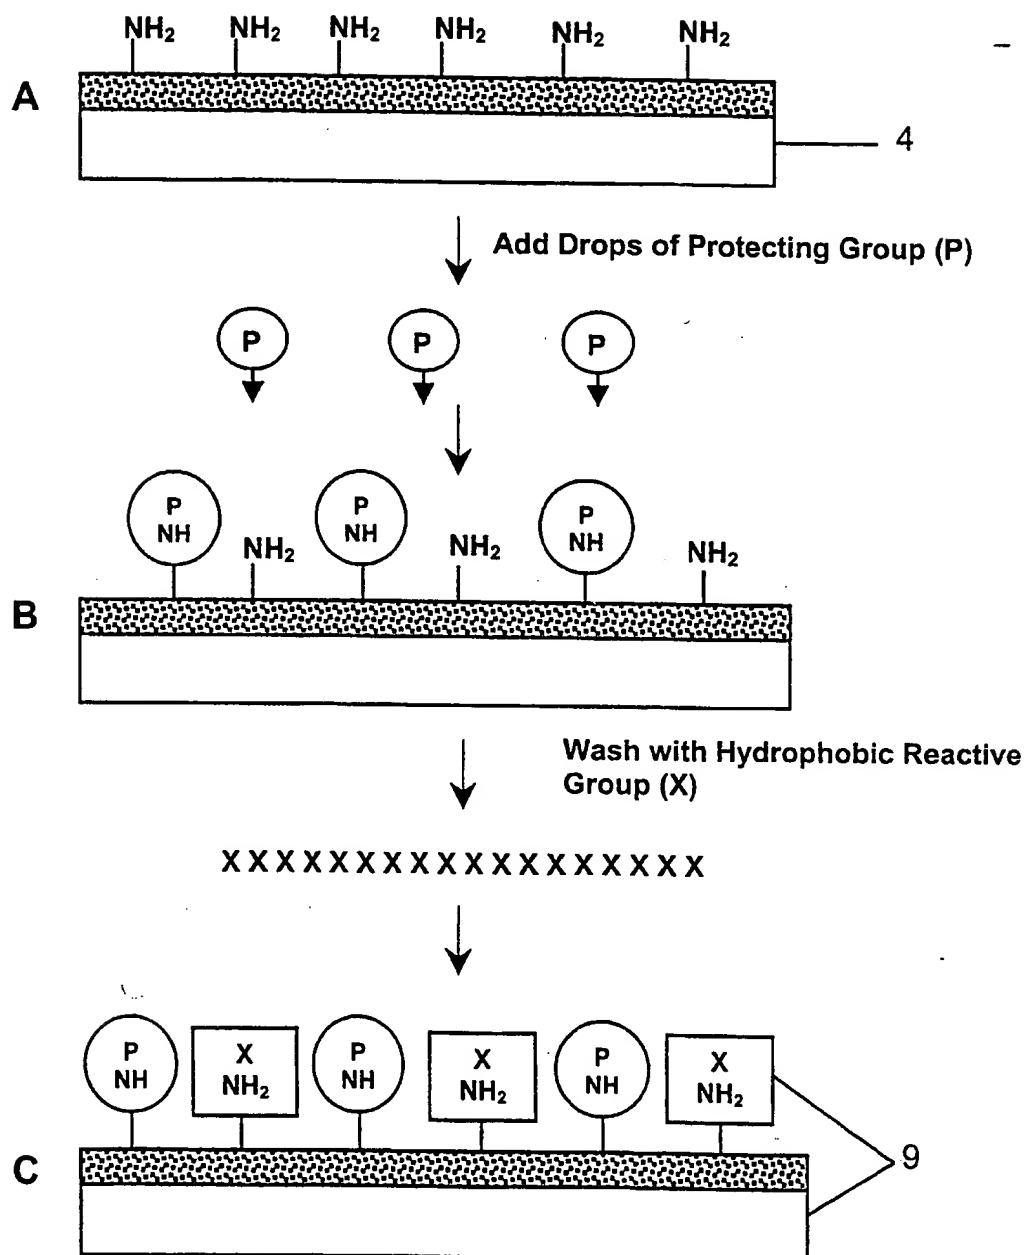 NH₂ NH₂ NH₂ NH₂ NH₂ NH₂
A
4
Add Drops of Protecting Group (P)
P P P
P P P
NH NH₂ NH NH₂ NH NH₂
B
Wash with Hydrophobic Reactive
Group (X)
X X X X X X X X X X X X X X X X X X
P X P X P X
NH NH₂ NH NH₂ NH NH₂
9
C